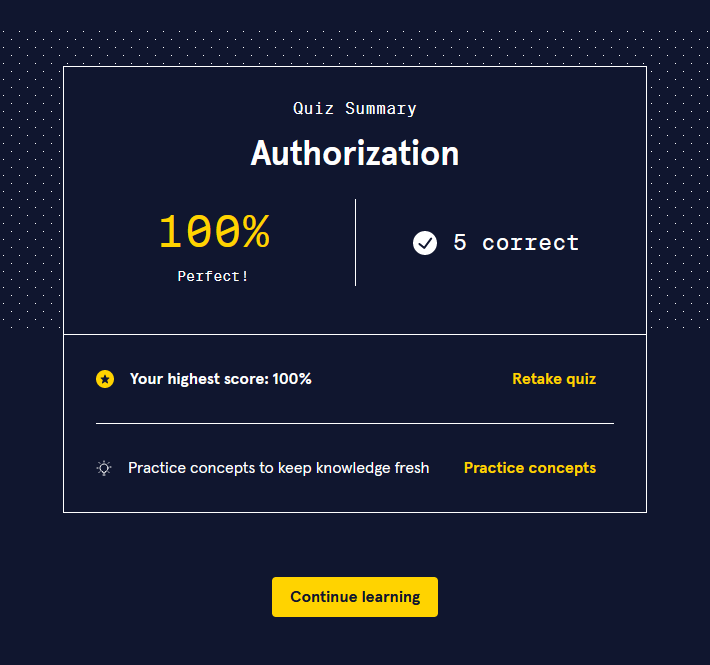 Quiz Summary
Authorization
100%
Perfect!
5 correct
Your highest score: 100%
Retake quiz
Practice concepts to keep knowledge fresh
Practice concepts
Continue learning